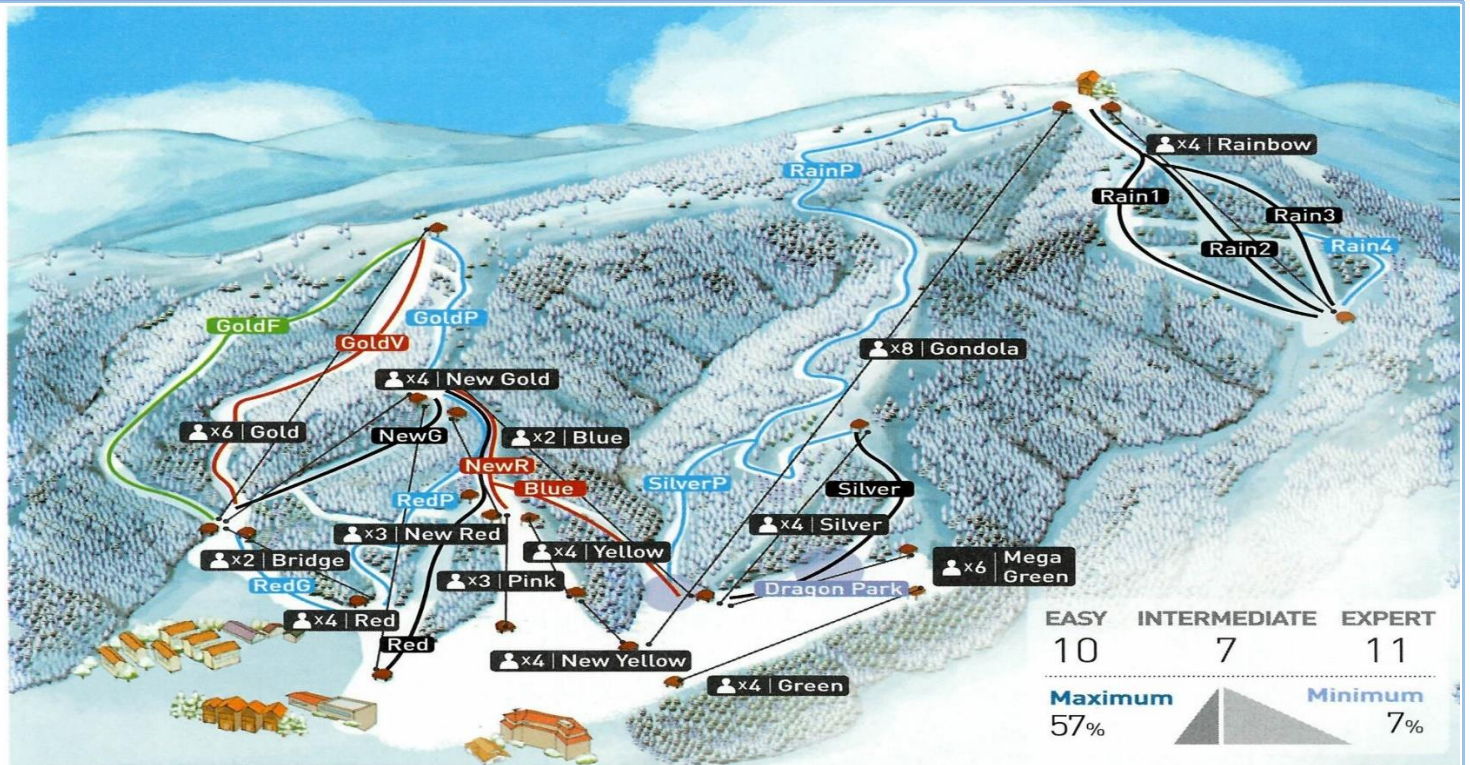 x4 | Rainbow
RainP
Rain1
Rain3
Rain2
Rain4
GoldF
GoldP
GoldV
x8 | Gondola
x4 | New Gold
x6 | Gold
NewG
x2 | Blue
NewR
Blue
RedP
SilverP
Silver
x3 | New Red
x4 | Yellow
x4 | Silver
x2 | Bridge
x3 | Pink
x6 | Mega
Green
RedG
Dragon Park
x4 | Red
Red
x4 | New Yellow
x4 | Green
EASY INTERMEDIATE EXPERT
10 7 11
Maximum Minimum
57% 7%